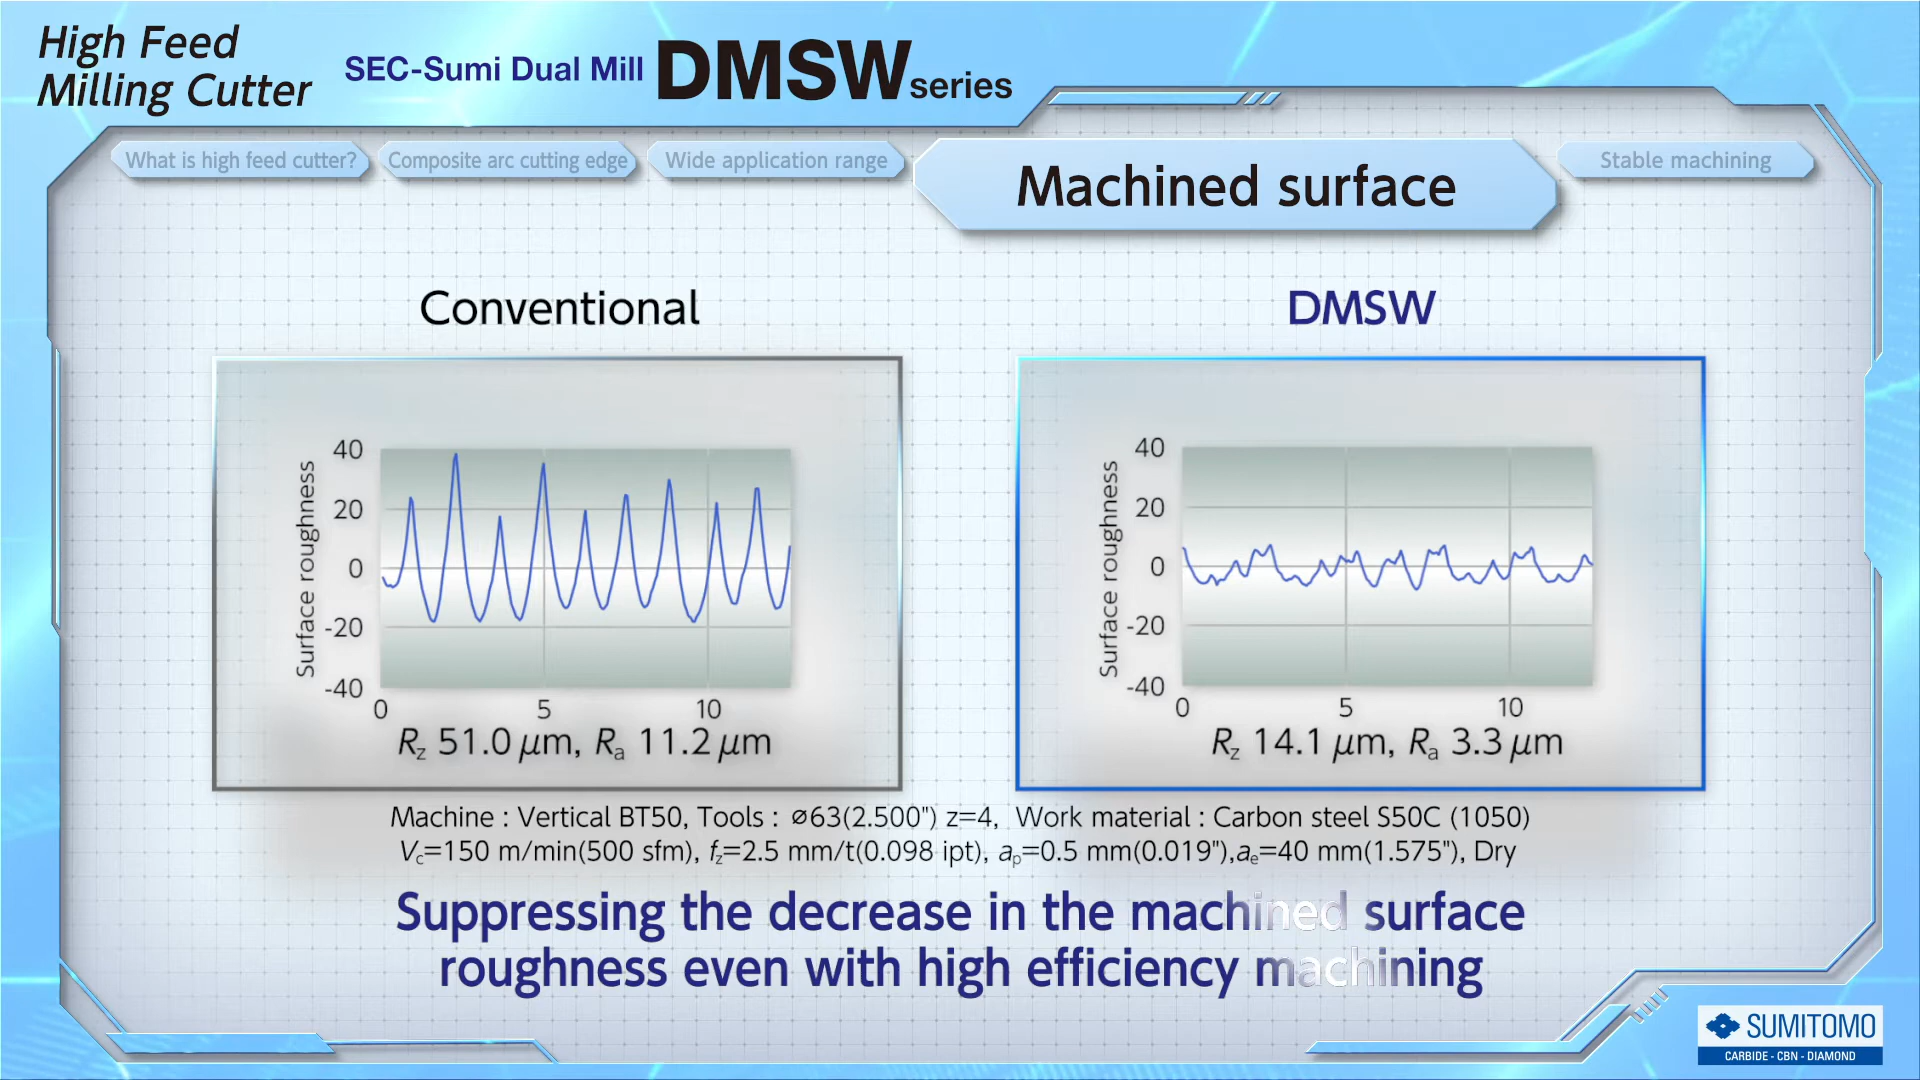 High Feed
Milling Cutter
SEC-Sumi Dual Mill DMSW series
What is high feed cutter?
Composite arc cutting edge
Wide application range
Machined surface
Stable machining
Conventional
Surface roughness
40
20
0
-20
-40
0 5 10
Rz 51.0 μm, Ra 11.2 μm
DMSW
Surface roughness
40
20
0
-20
-40
0 5 10
Rz 14.1 μm, Ra 3.3 μm
Machine : Vertical BT50, Tools : ⌀63(2.500") z=4, Work material : Carbon steel S50C (1050)
Vc=150 m/min(500 sfm), fz=2.5 mm/t(0.098 ipt), ap=0.5 mm(0.019"),ae=40 mm(1.575"), Dry
Suppressing the decrease in the machined surface
roughness even with high efficiency machining
SUMITOMO
CARBIDE - CBN - DIAMOND